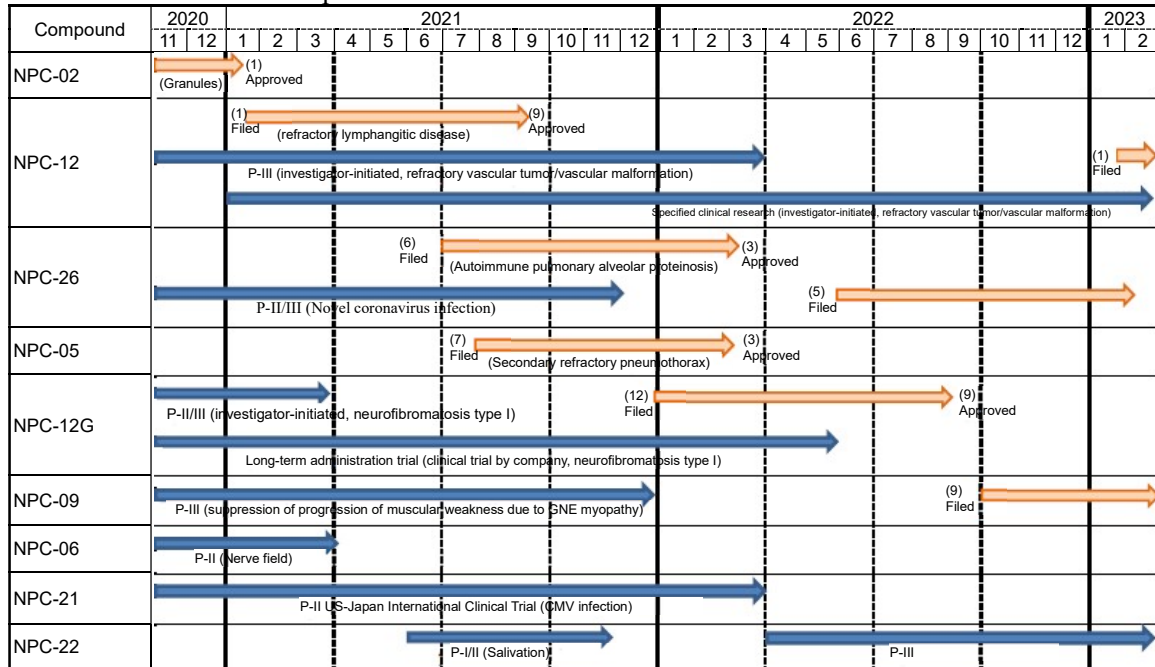 Compound
2020
2021
2022
2023
11 12 1 2 3 4 5 6 7 8 9 10 11 12 1 2 3 4 5 6 7 8 9 10 11 12 1 2
NPC-02
(Granules)
(1)
Approved
NPC-12
(1)
Filed
(refractory lymphangitic disease)
(9)
Approved
P-III (investigator-initiated, refractory vascular tumor/vascular malformation)
(1)
Filed
Specified clinical research (investigator-initiated, refractory vascular tumor/vascular malformation)
NPC-26
(6)
Filed
(Autoimmune pulmonary alveolar proteinosis)
(3)
Approved
P-II/III (Novel coronavirus infection)
(5)
Filed
NPC-05
(7)
Filed
(Secondary refractory pneumothorax)
(3)
Approved
NPC-12G
P-II/III (investigator-initiated, neurofibromatosis type I)
(12)
Filed
(9)
Approved
Long-term administration trial (clinical trial by company, neurofibromatosis type I)
NPC-09
P-III (suppression of progression of muscular weakness due to GNE myopathy)
(9)
Filed
NPC-06
P-II (Nerve field)
NPC-21
P-II US-Japan International Clinical Trial (CMV infection)
NPC-22
P-I/II (Salivation)
P-III